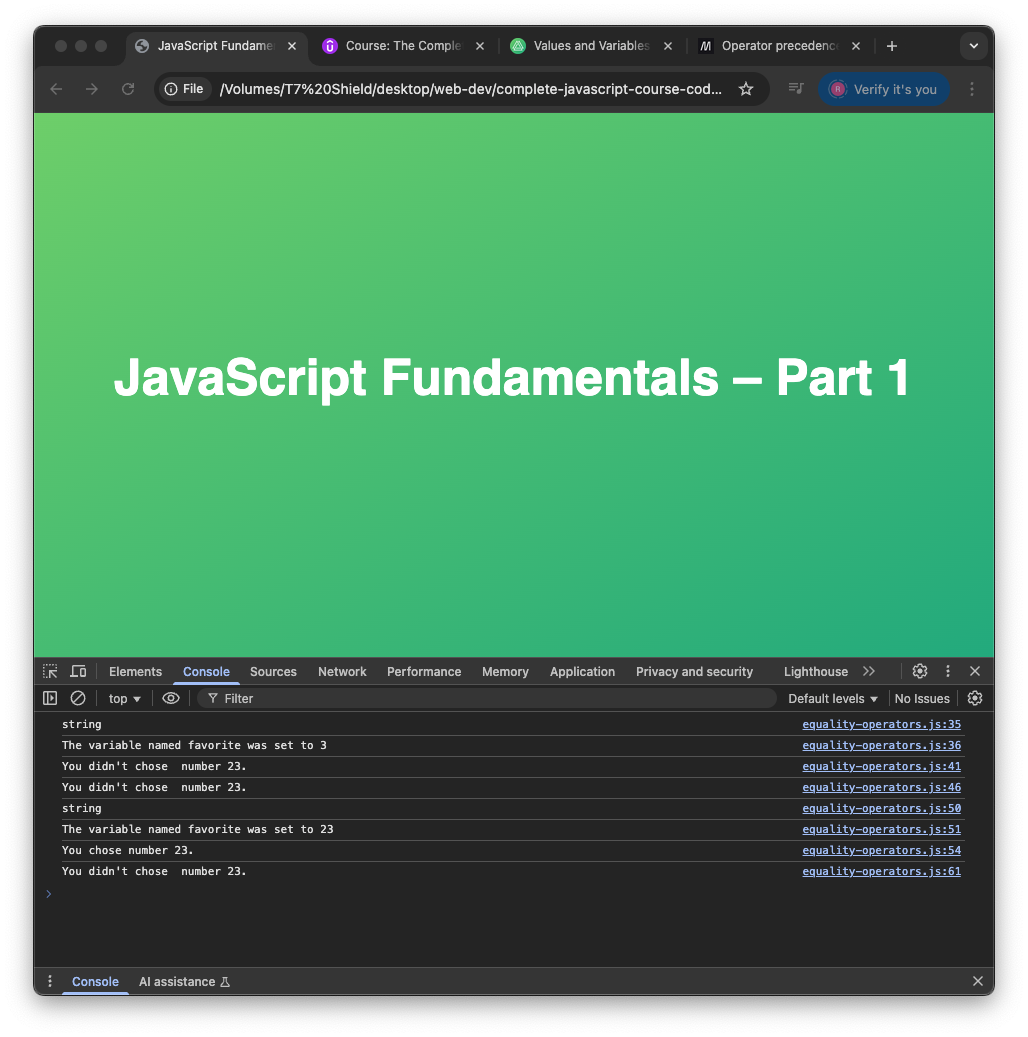 JavaScript Fundame
Course: The Comple
Values and Variables
Operator precedenc
File
/Volumes/T7%20Shield/desktop/web-dev/complete-javascript-course-cod...
R
Verify it's you
JavaScript Fundamentals – Part 1
Elements
Console
Sources
Network
Performance
Memory
Application
Privacy and security
Lighthouse
top
Filter
Default levels
No Issues
string equality-operators.js:35
The variable named favorite was set to 3 equality-operators.js:36
You didn't chose  number 23. equality-operators.js:41
You didn't chose  number 23. equality-operators.js:46
string equality-operators.js:50
The variable named favorite was set to 23 equality-operators.js:51
You chose number 23. equality-operators.js:54
You didn't chose  number 23. equality-operators.js:61
Console
AI assistance